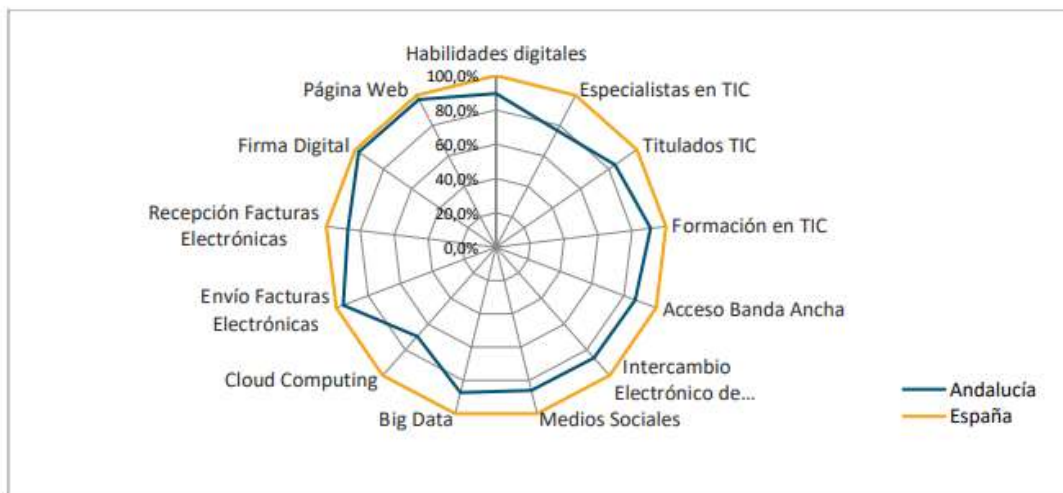 Habilidades digitales
100,0%
80,0%
60,0%
40,0%
20,0%
0,0%
Especialistas en TIC
Titulados TIC
Formación en TIC
Acceso Banda Ancha
Intercambio
Electrónico de...
Medios Sociales
Big Data
Cloud Computing
Envío Facturas
Electrónicas
Recepción Facturas
Electrónicas
Firma Digital
Página Web
Andalucía
España